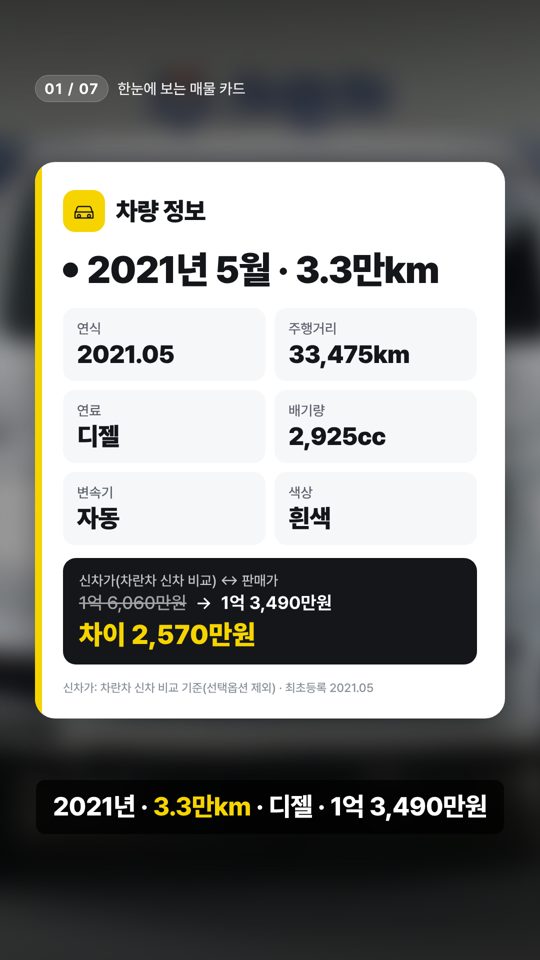 01 / 07 한눈에 보는 매물 카드
차량 정보
• 2021년 5월 · 3.3만km
연식
2021.05
주행거리
33,475km
연료
디젤
배기량
2,925cc
변속기
자동
색상
흰색
신차가(차란차 신차 비교) ↔ 판매가
1억 6,060만원 → 1억 3,490만원
차이 2,570만원
신차가: 차란차 신차 비교 기준(선택옵션 제외) · 최초등록 2021.05
2021년 · 3.3만km · 디젤 · 1억 3,490만원